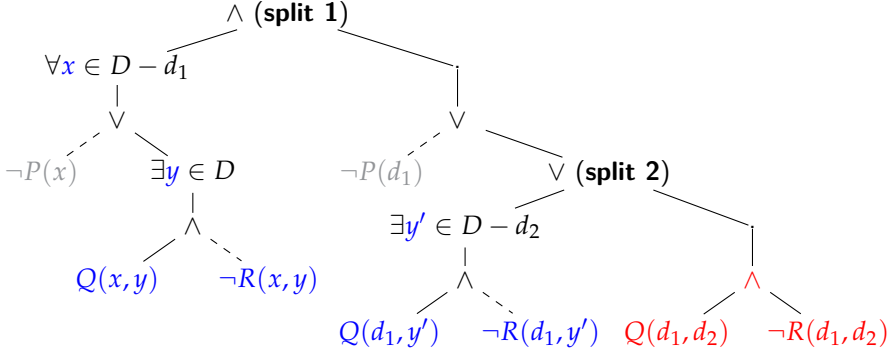 ∧ (split 1)
∀x ∈ D − d₁ .
∨ ∨
¬P(x) ∃y ∈ D ¬P(d₁) ∨ (split 2)
∧ ∃y′ ∈ D − d₂ .
Q(x, y) ¬R(x, y) ∧ ∧
Q(d₁, y′) ¬R(d₁, y′) Q(d₁, d₂) ¬R(d₁, d₂)